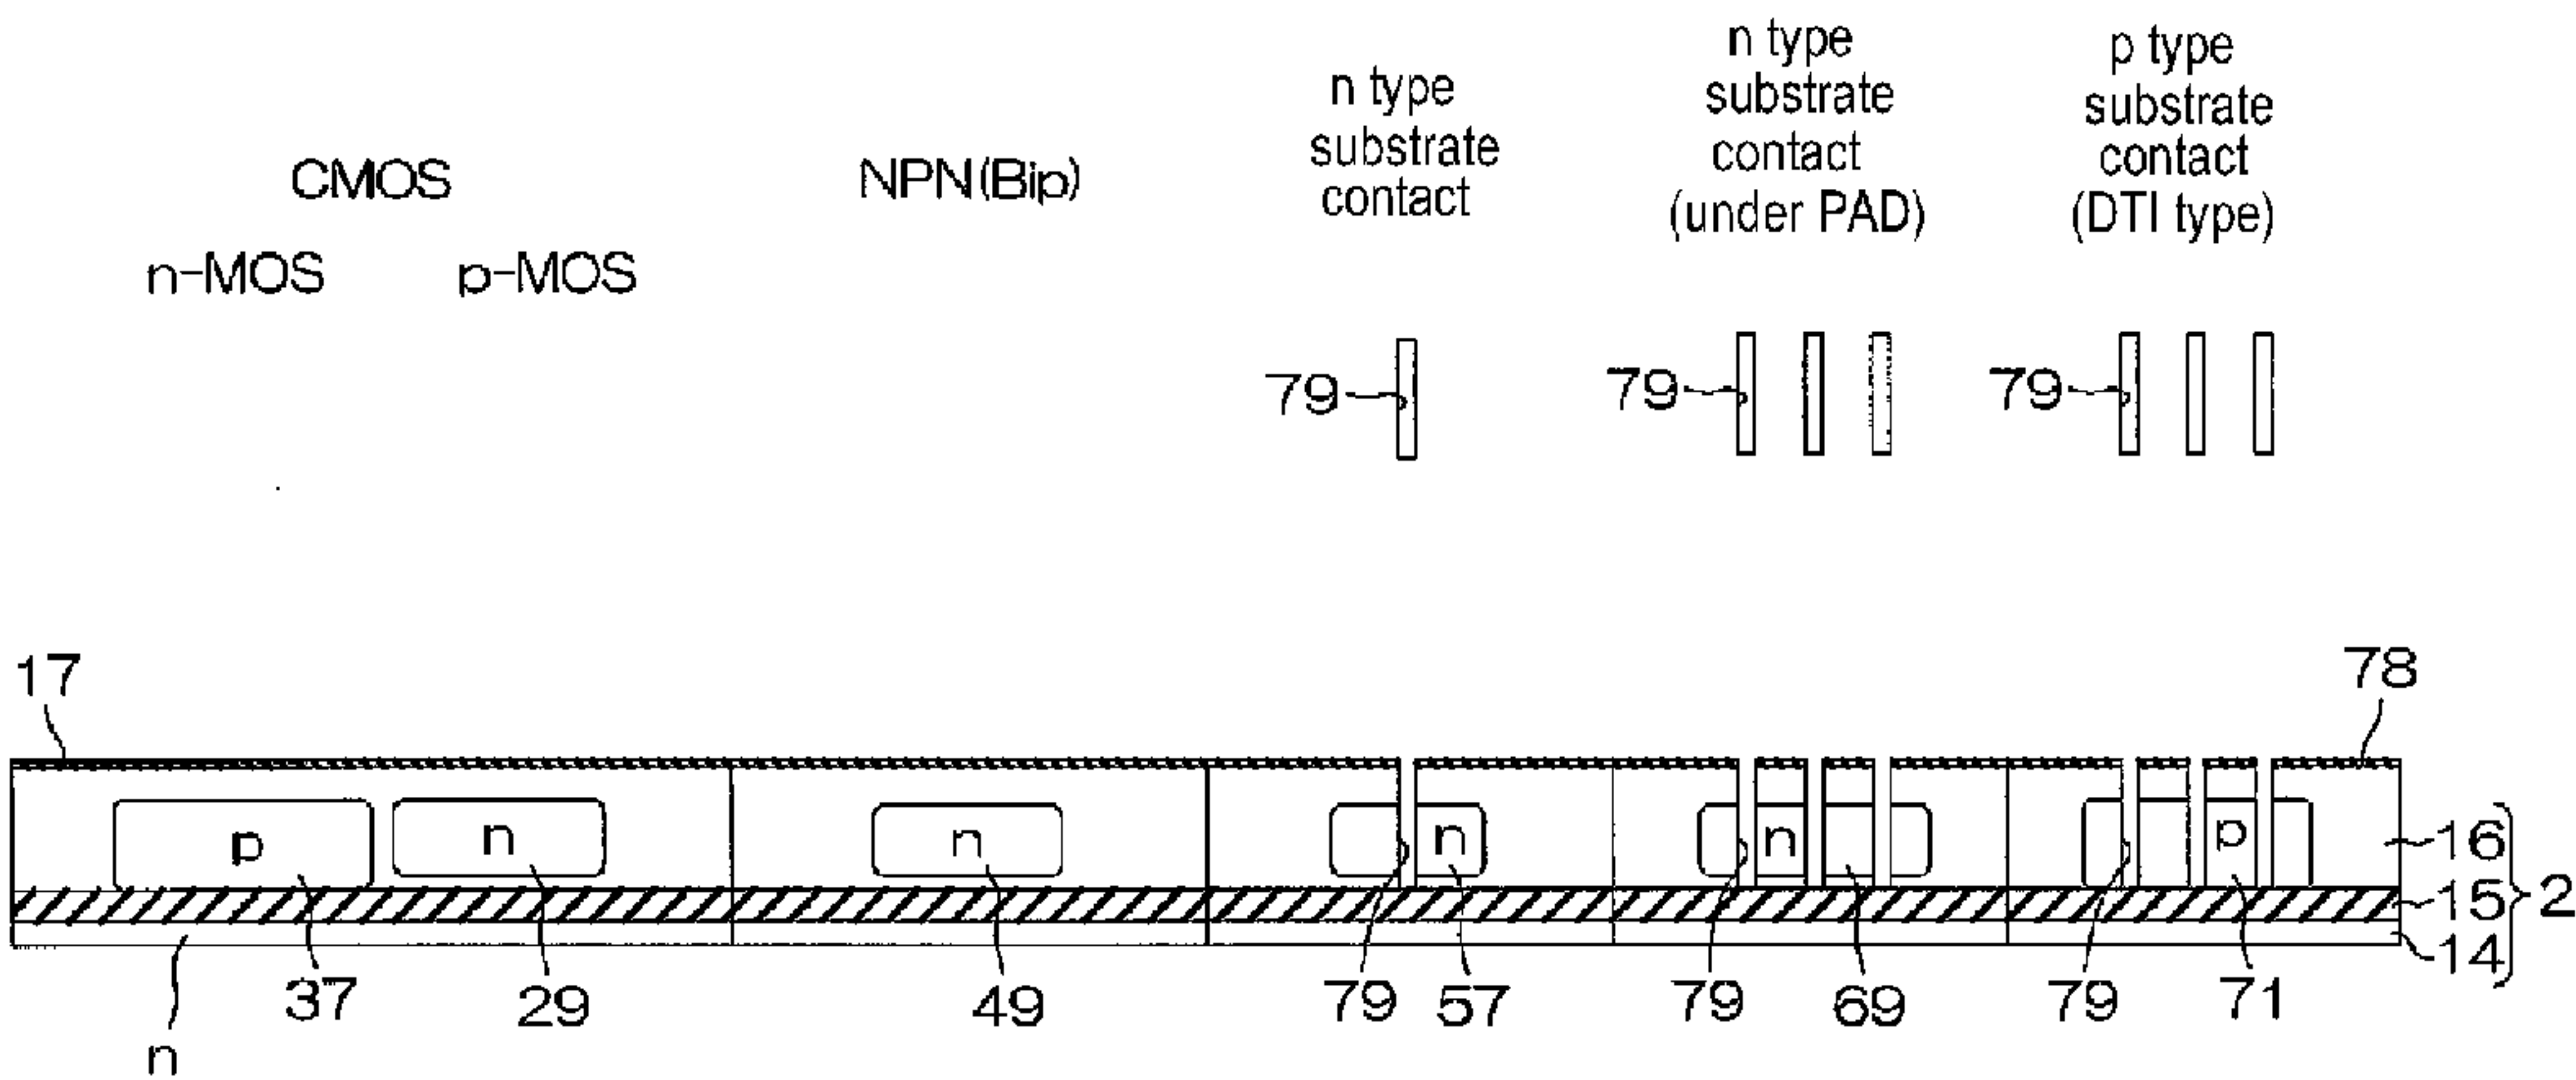 CMOS
n-MOS
p-MOS
NPN(Bip)
n type
substrate
contact
n type
substrate
contact
(under PAD)
p type
substrate
contact
(DTI type)
79
79
79
17
78
p
n
n
n
n
p
16
15
14
2
37
29
49
79
57
79
69
79
71
n